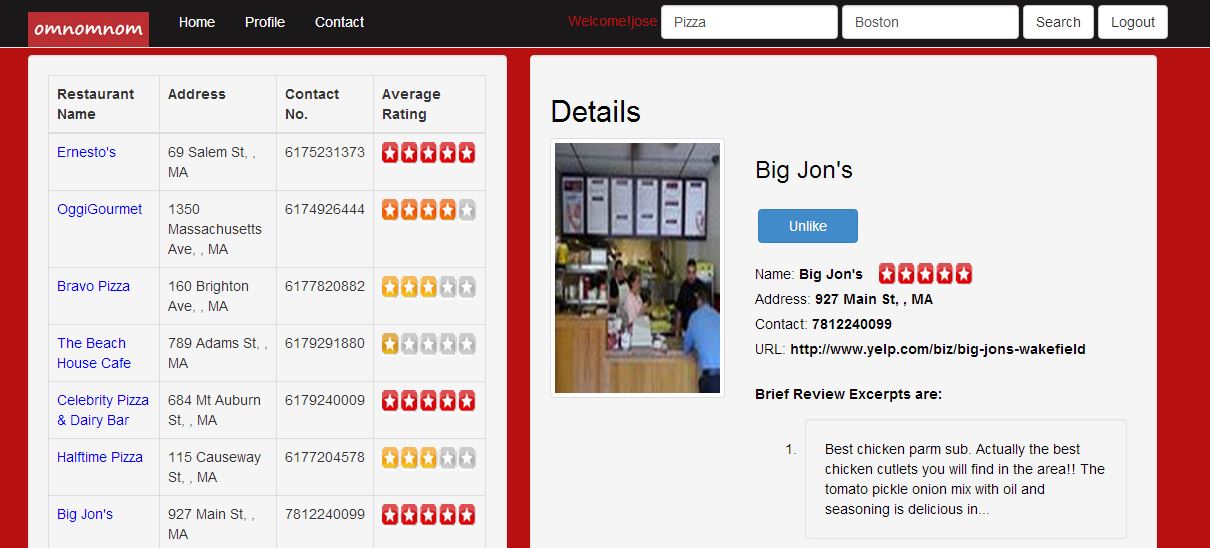 omnomnom Home Profile Contact Welcome!jose Pizza Boston Search Logout
Restaurant Name Address Contact No. Average Rating
Ernesto's 69 Salem St, , MA 6175231373
OggiGourmet 1350 Massachusetts Ave, , MA 6174926444
Bravo Pizza 160 Brighton Ave, , MA 6177820882
The Beach House Cafe 789 Adams St, , MA 6179291880
Celebrity Pizza & Dairy Bar 684 Mt Auburn St, , MA 6179240009
Halftime Pizza 115 Causeway St, , MA 6177204578
Big Jon's 927 Main St, , MA 7812240099
Details
Big Jon's
Unlike
Name: Big Jon's
Address: 927 Main St, , MA
Contact: 7812240099
URL: http://www.yelp.com/biz/big-jons-wakefield
Brief Review Excerpts are:
1. Best chicken parm sub. Actually the best
chicken cutlets you will find in the area!! The
tomato pickle onion mix with oil and
seasoning is delicious in...